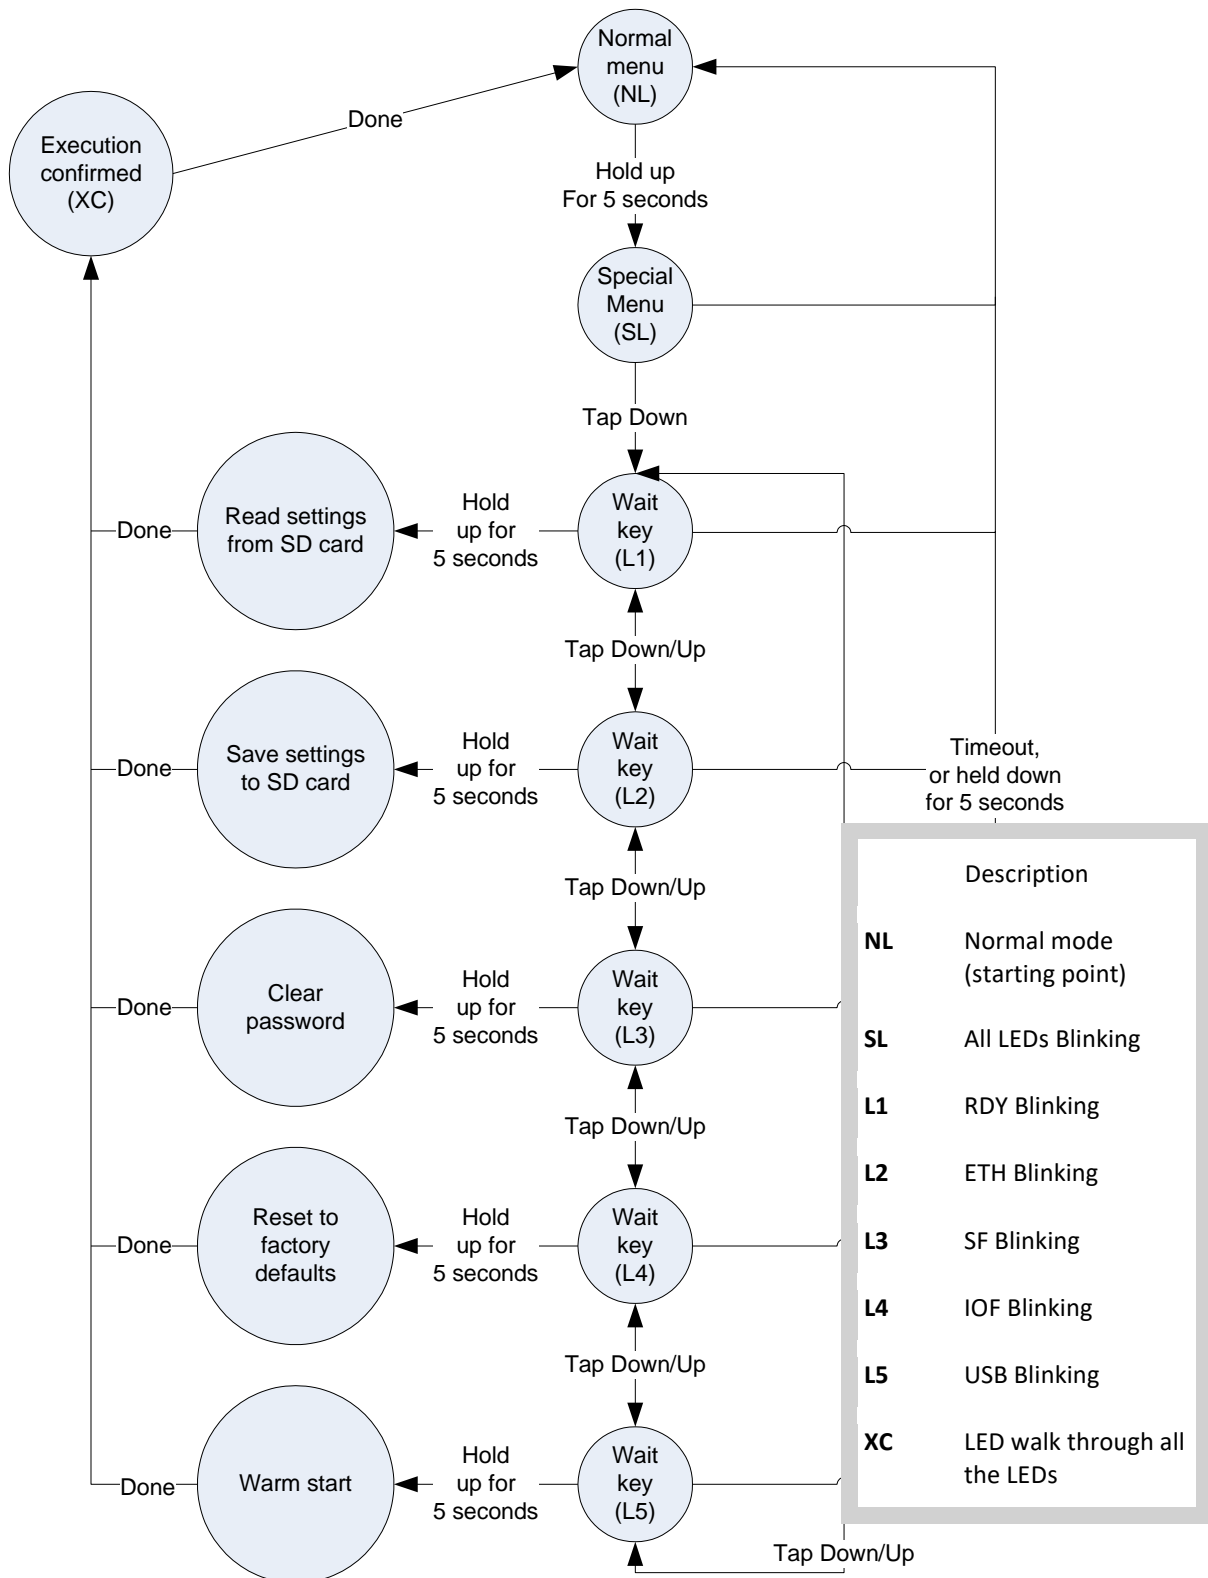 Normal
menu
(NL)
Done
Execution
confirmed
(XC)
Hold up
For 5 seconds
Special
Menu
(SL)
Tap Down
Done
Read settings
from SD card
Hold
up for
5 seconds
Wait
key
(L1)
Tap Down/Up
Done
Save settings
to SD card
Hold
up for
5 seconds
Wait
key
(L2)
Timeout,
or held down
for 5 seconds
Tap Down/Up
Done
Clear
password
Hold
up for
5 seconds
Wait
key
(L3)
Tap Down/Up
Done
Reset to
factory
defaults
Hold
up for
5 seconds
Wait
key
(L4)
Tap Down/Up
Done
Warm start
Hold
up for
5 seconds
Wait
key
(L5)
Tap Down/Up
Description
NL Normal mode
(starting point)
SL All LEDs Blinking
L1 RDY Blinking
L2 ETH Blinking
L3 SF Blinking
L4 IOF Blinking
L5 USB Blinking
XC LED walk through all
the LEDs